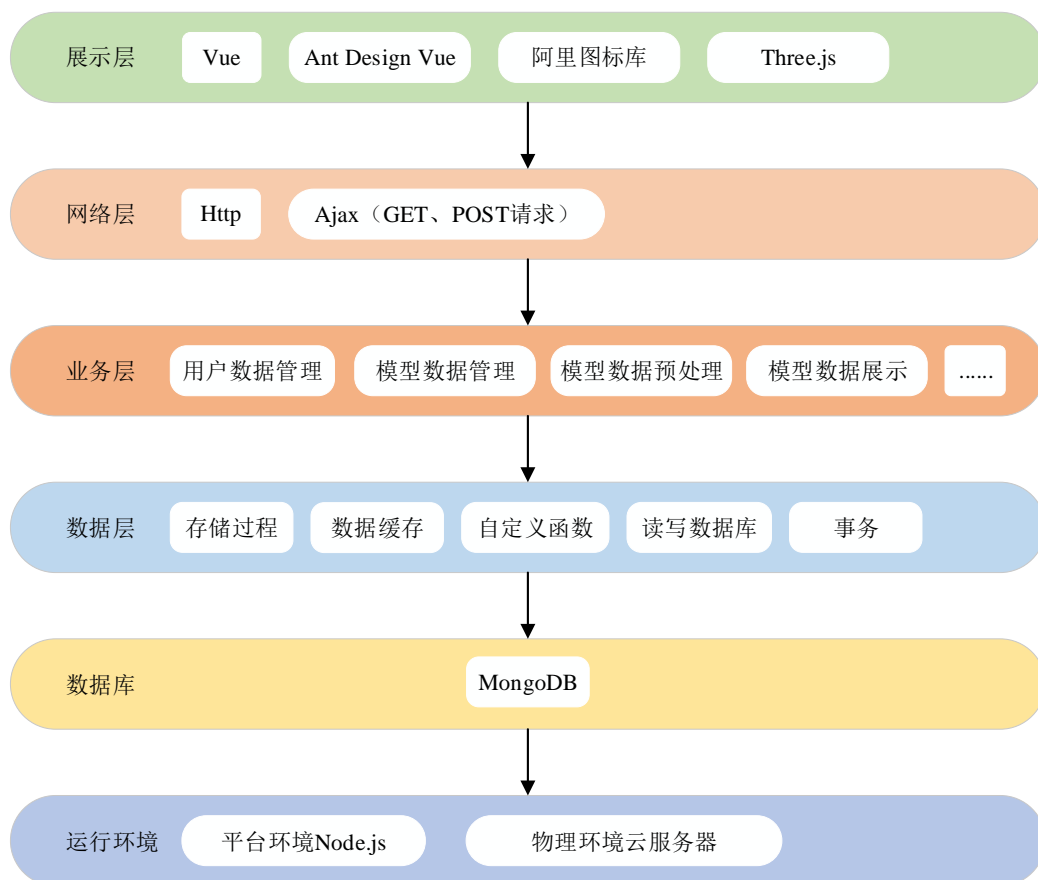 展示层 Vue Ant Design Vue 阿里图标库 Three.js
网络层 Http Ajax（GET、POST请求）
业务层 用户数据管理 模型数据管理 模型数据预处理 模型数据展示 ......
数据层 存储过程 数据缓存 自定义函数 读写数据库 事务
数据库 MongoDB
运行环境 平台环境Node.js 物理环境云服务器